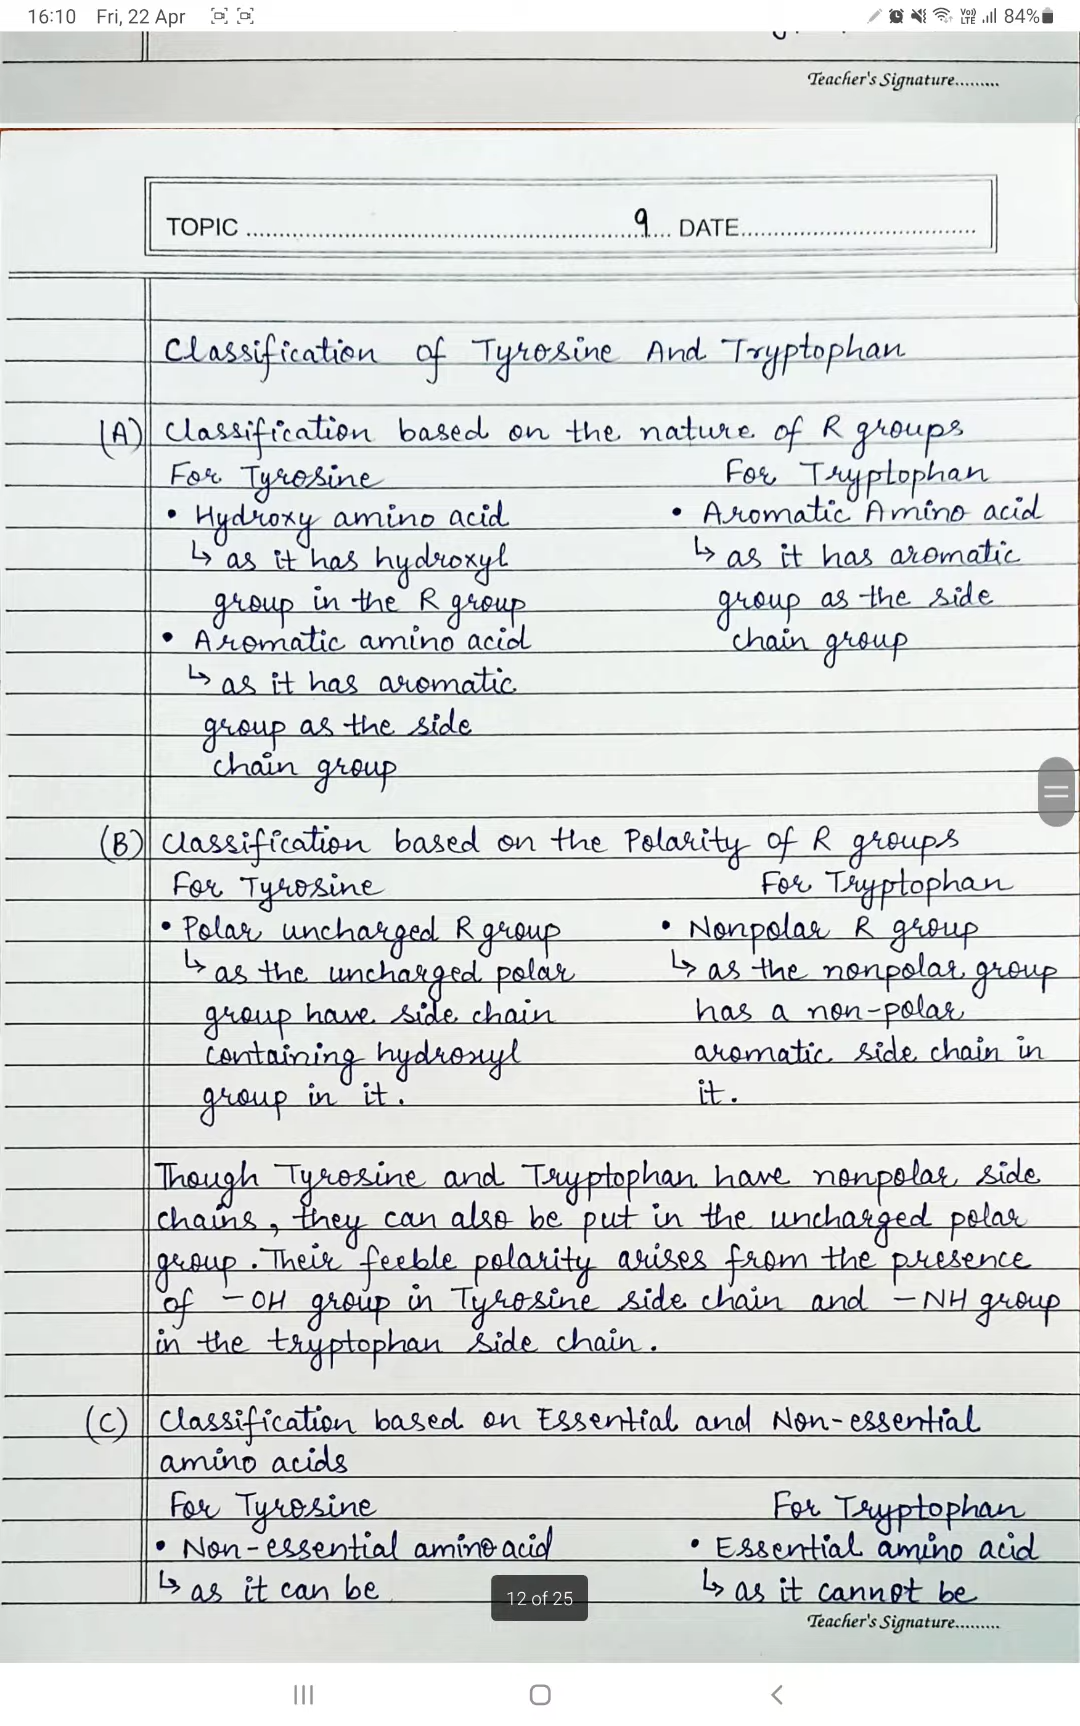 16:10 Fri, 22 Apr
VoD LTE 84%
Teacher's Signature.........
TOPIC ........ 9 .... DATE........
Classification of Tyrosine And Tryptophan
(A) Classification based on the nature of R groups
For Tyrosine
For Tryptophan
• Hydroxy amino acid
↳ as it has hydroxyl
group in the R group
• Aromatic amino acid
↳ as it has aromatic
group as the side
chain group
• Aromatic Amino acid
↳ as it has aromatic
group as the side
chain group
(B) Classification based on the Polarity of R groups
For Tyrosine
For Tryptophan
• Polar uncharged R group
↳ as the uncharged polar
group have side chain
containing hydroxyl
group in it.
• Nonpolar R group
↳ as the nonpolar group
has a non-polar
aromatic side chain in
it.
Though Tyrosine and Tryptophan have nonpolar side
chains, they can also be put in the uncharged polar
group. Their feeble polarity arises from the presence
of -OH group in Tyrosine side chain and -NH group
in the tryptophan side chain.
(C) Classification based on Essential and Non-essential
amino acids
For Tyrosine
For Tryptophan
• Non-essential amino acid
↳ as it can be
• Essential amino acid
↳ as it cannot be
12 of 25
Teacher's Signature.........